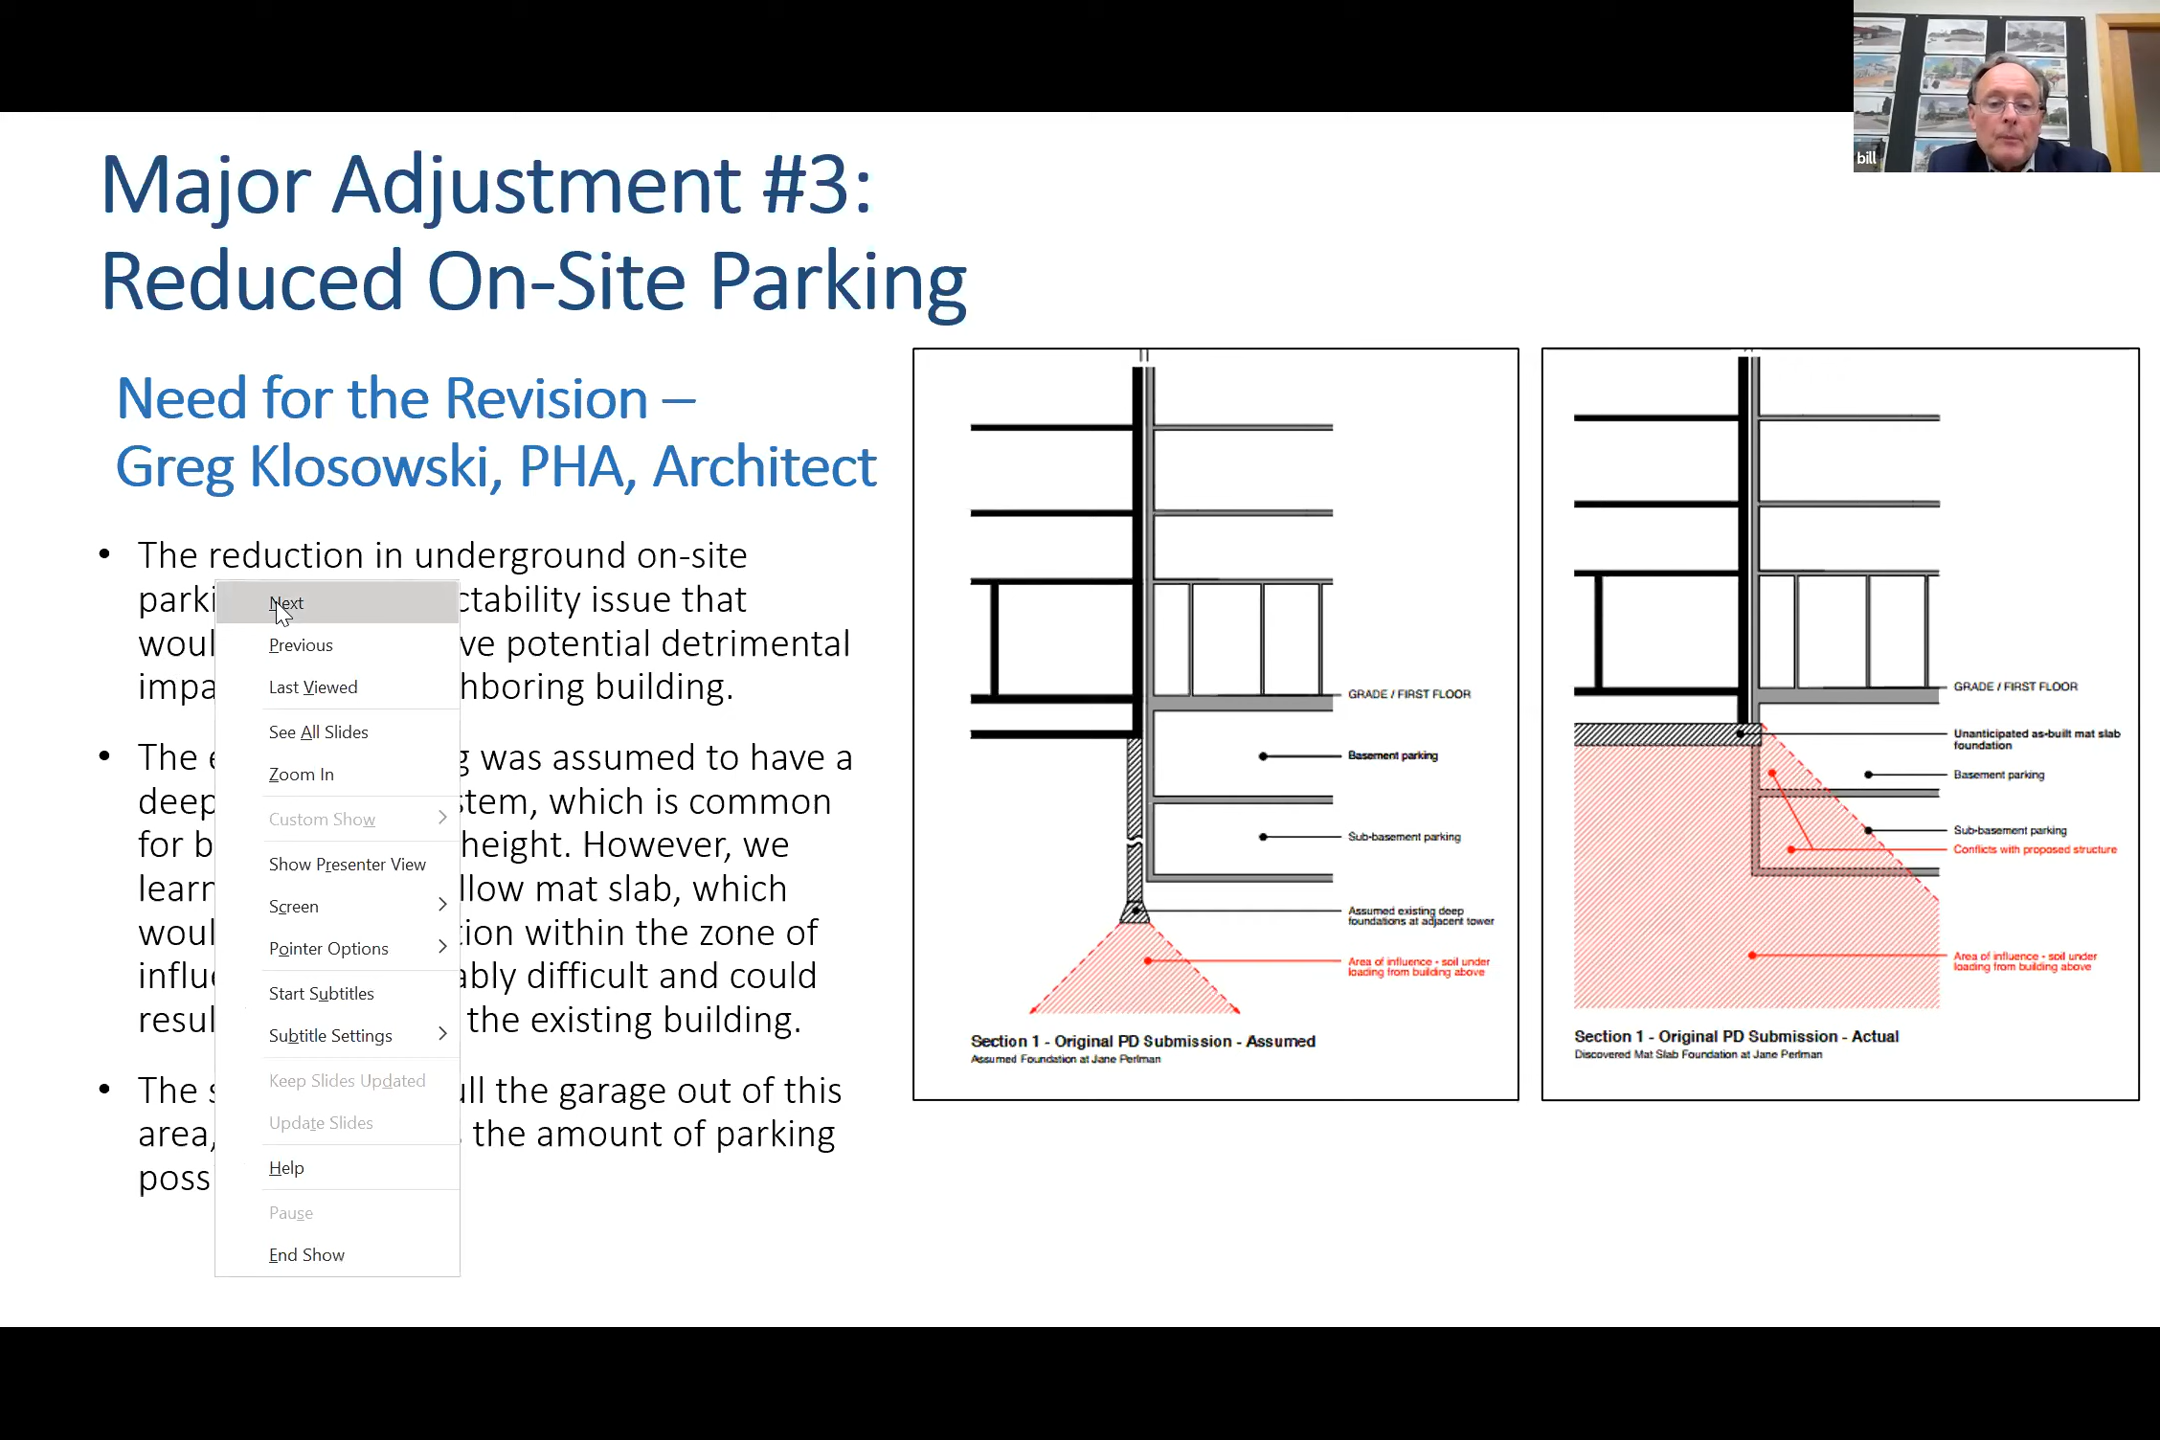 bill
Major Adjustment #3:
Reduced On-Site Parking
Need for the Revision –
Greg Klosowski, PHA, Architect
• The reduction in underground on-site
parki ctability issue that
woul ve potential detrimental
impa hboring building.
• The e g was assumed to have a
deep stem, which is common
for b height. However, we
learn llow mat slab, which
woul tion within the zone of
influe ably difficult and could
resul the existing building.
• The s ull the garage out of this
area, the amount of parking
poss
Next
Previous
Last Viewed
See All Slides
Zoom In
Custom Show
Show Presenter View
Screen
Pointer Options
Start Subtitles
Subtitle Settings
Keep Slides Updated
Update Slides
Help
Pause
End Show
GRADE / FIRST FLOOR
Basement parking
Sub-basement parking
Assumed existing deep
foundations at adjacent tower
Area of influence - soil under
loading from building above
Section 1 - Original PD Submission - Assumed
Assumed Foundation at Jane Perlman
GRADE / FIRST FLOOR
Unanticipated as-built mat slab
foundation
Basement parking
Sub-basement parking
Conflicts with proposed structure
Area of influence - soil under
loading from building above
Section 1 - Original PD Submission - Actual
Discovered Mat Slab Foundation at Jane Perlman